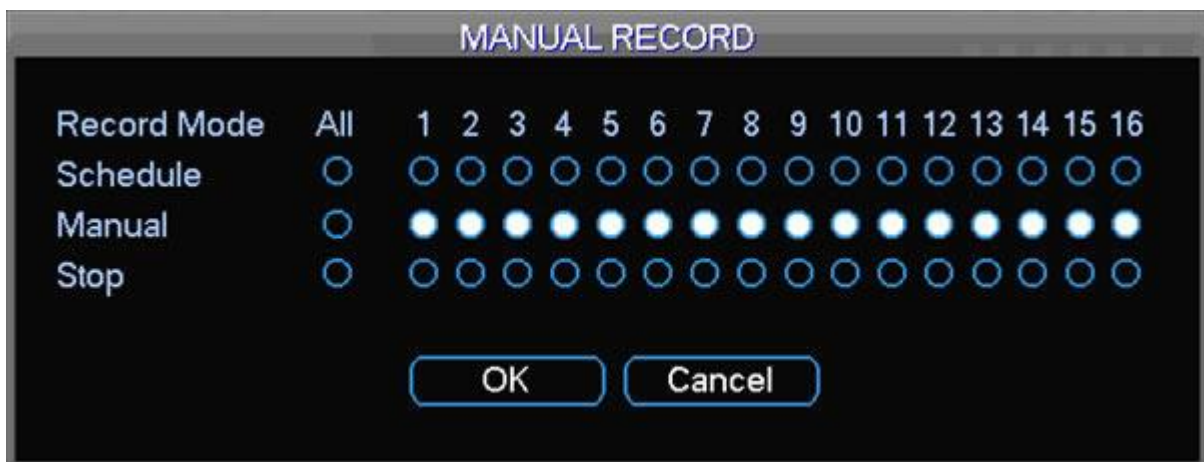 MANUAL RECORD
Record Mode All 1 2 3 4 5 6 7 8 9 10 11 12 13 14 15 16
Schedule
Manual
Stop
OK Cancel